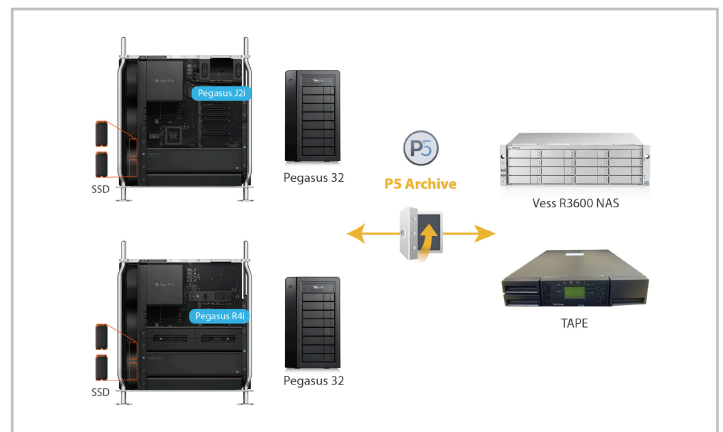 Pegasus J2i
SSD
Pegasus 32
P5
P5 Archive
Vess R3600 NAS
Pegasus R4i
SSD
Pegasus 32
TAPE